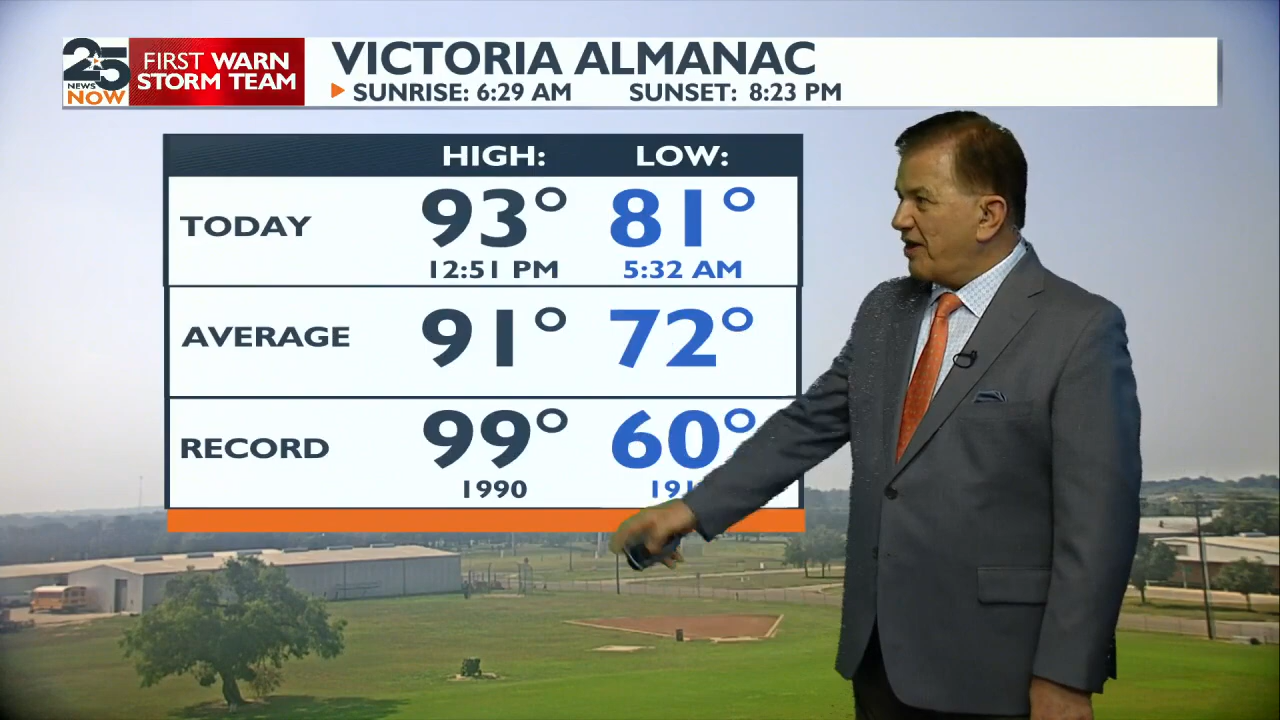 25
NEWS
NOW
FIRST WARN
STORM TEAM
VICTORIA ALMANAC
SUNRISE: 6:29 AM SUNSET: 8:23 PM
HIGH: LOW:
TODAY 93° 81°
12:51 PM 5:32 AM
AVERAGE 91° 72°
RECORD 99° 60°
1990